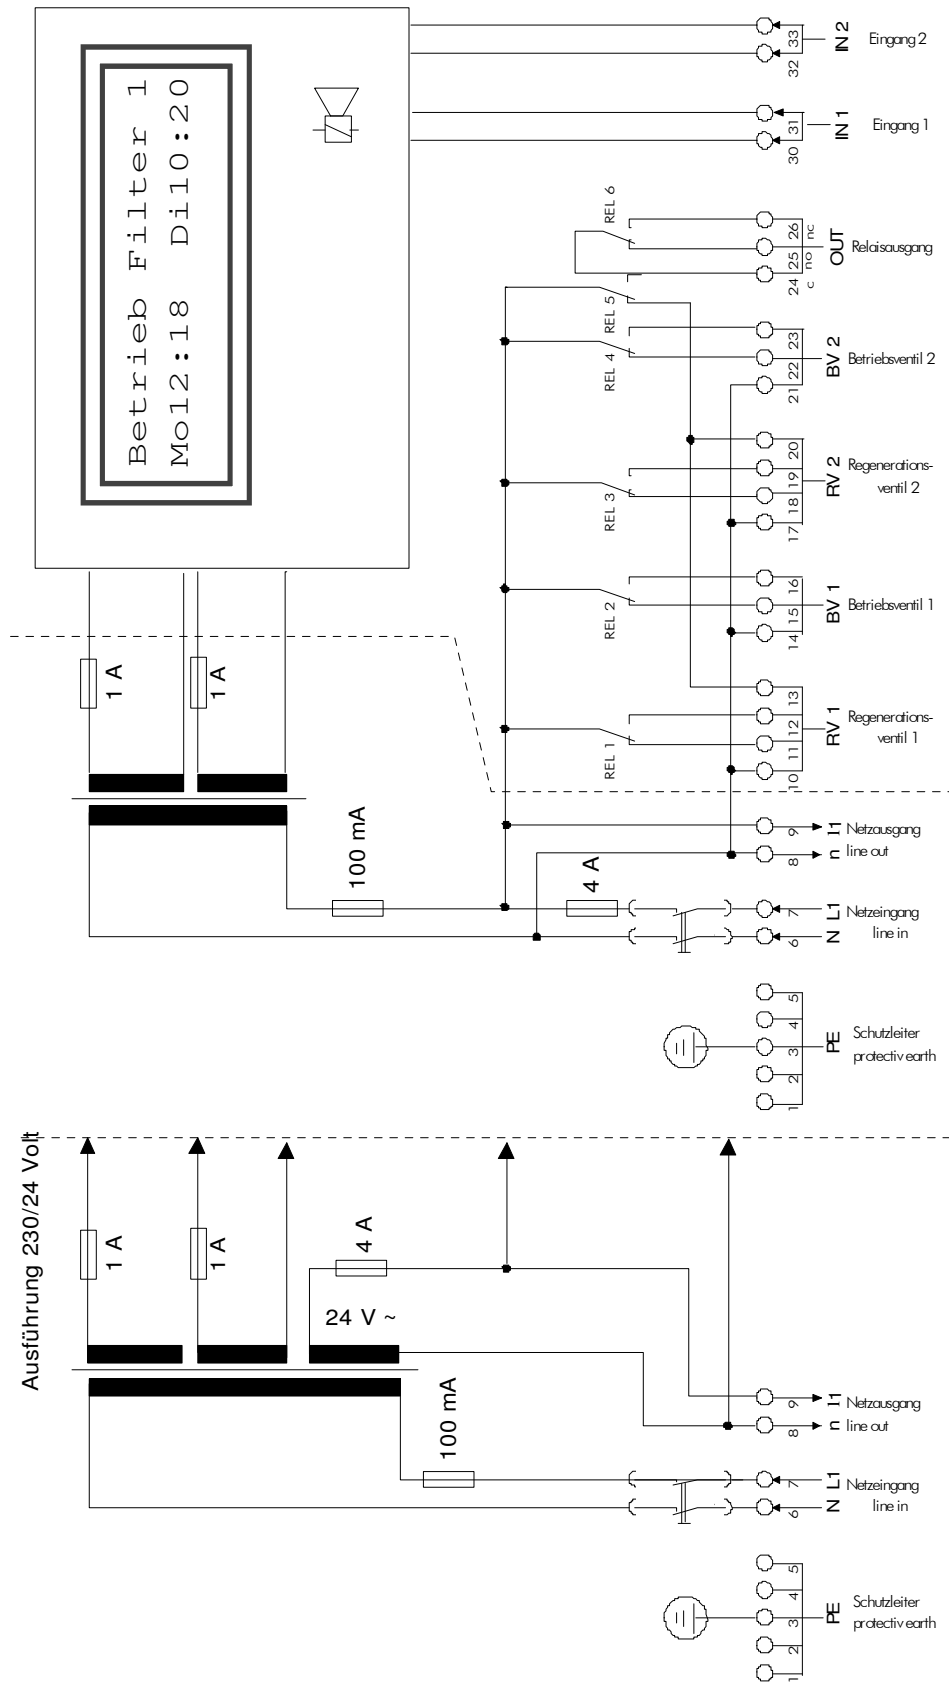 Betrieb Filter 1
Mo12:18 Di10:20
33
32
IN 2
Eingang 2
31
30
IN 1
Eingang 1
REL 6
26 nc
25 no
24 c
OUT
Relaisausgang
REL 5
REL 4
23
22
21
BV 2
Betriebsventil 2
REL 3
20
19
18
17
RV 2
Regenerations-
ventil 2
REL 2
16
15
14
BV 1
Betriebsventil 1
REL 1
13
12
11
10
RV 1
Regenerations-
ventil 1
1 A
1 A
100 mA
4 A
9
l1
Netzausgang
8
n
line out
7
L1
Netzeingang
6
N
line in
5
4
3
2
1
PE
Schutzleiter
protectiv earth
Ausführung 230/24 Volt
1 A
1 A
4 A
24 V ~
100 mA
9
l1
Netzausgang
8
n
line out
7
L1
Netzeingang
6
N
line in
5
4
3
2
1
PE
Schutzleiter
protectiv earth